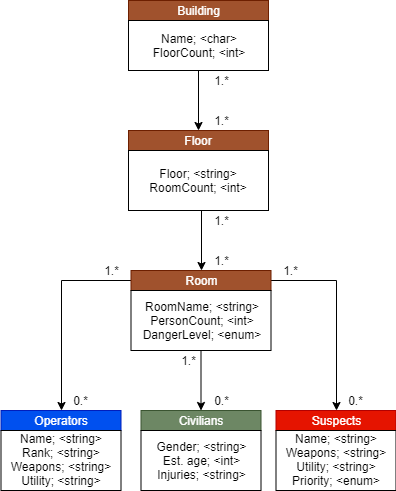 Building
Name; <char>
FloorCount; <int>
1.*
1.*
Floor
Floor; <string>
RoomCount; <int>
1.*
1.*
1.*
1.*
Room
RoomName; <string>
PersonCount; <int>
DangerLevel; <enum>
1.*
0.*
0.*
0.*
Operators
Name; <string>
Rank; <string>
Weapons; <string>
Utility; <string>
Civilians
Gender; <string>
Est. age; <int>
Injuries; <string>
Suspects
Name; <string>
Weapons; <string>
Utility; <string>
Priority; <enum>